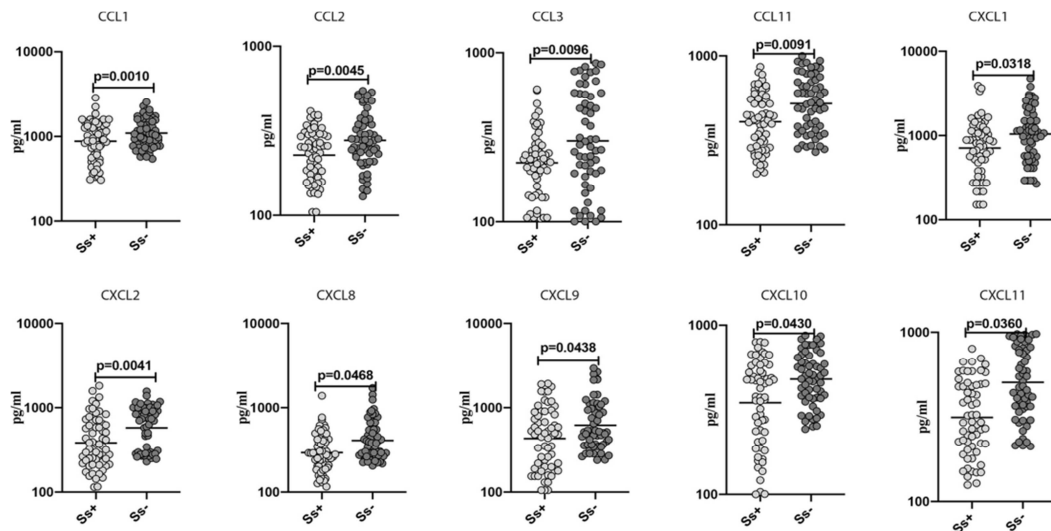 CCL1
CCL2
CCL3
CCL11
CXCL1
10000
p=0.0010
1000
100
pg/ml
Ss+
Ss-
1000
p=0.0045
100
pg/ml
Ss+
Ss-
1000
p=0.0096
100
pg/ml
Ss+
Ss-
1000
p=0.0091
100
pg/ml
Ss+
Ss-
10000
p=0.0318
1000
100
pg/ml
Ss+
Ss-
CXCL2
CXCL8
CXCL9
CXCL10
CXCL11
10000
p=0.0041
1000
100
pg/ml
Ss+
Ss-
10000
p=0.0468
1000
100
pg/ml
Ss+
Ss-
10000
p=0.0438
1000
100
pg/ml
Ss+
Ss-
1000
p=0.0430
100
pg/ml
Ss+
Ss-
1000
p=0.0360
100
pg/ml
Ss+
Ss-